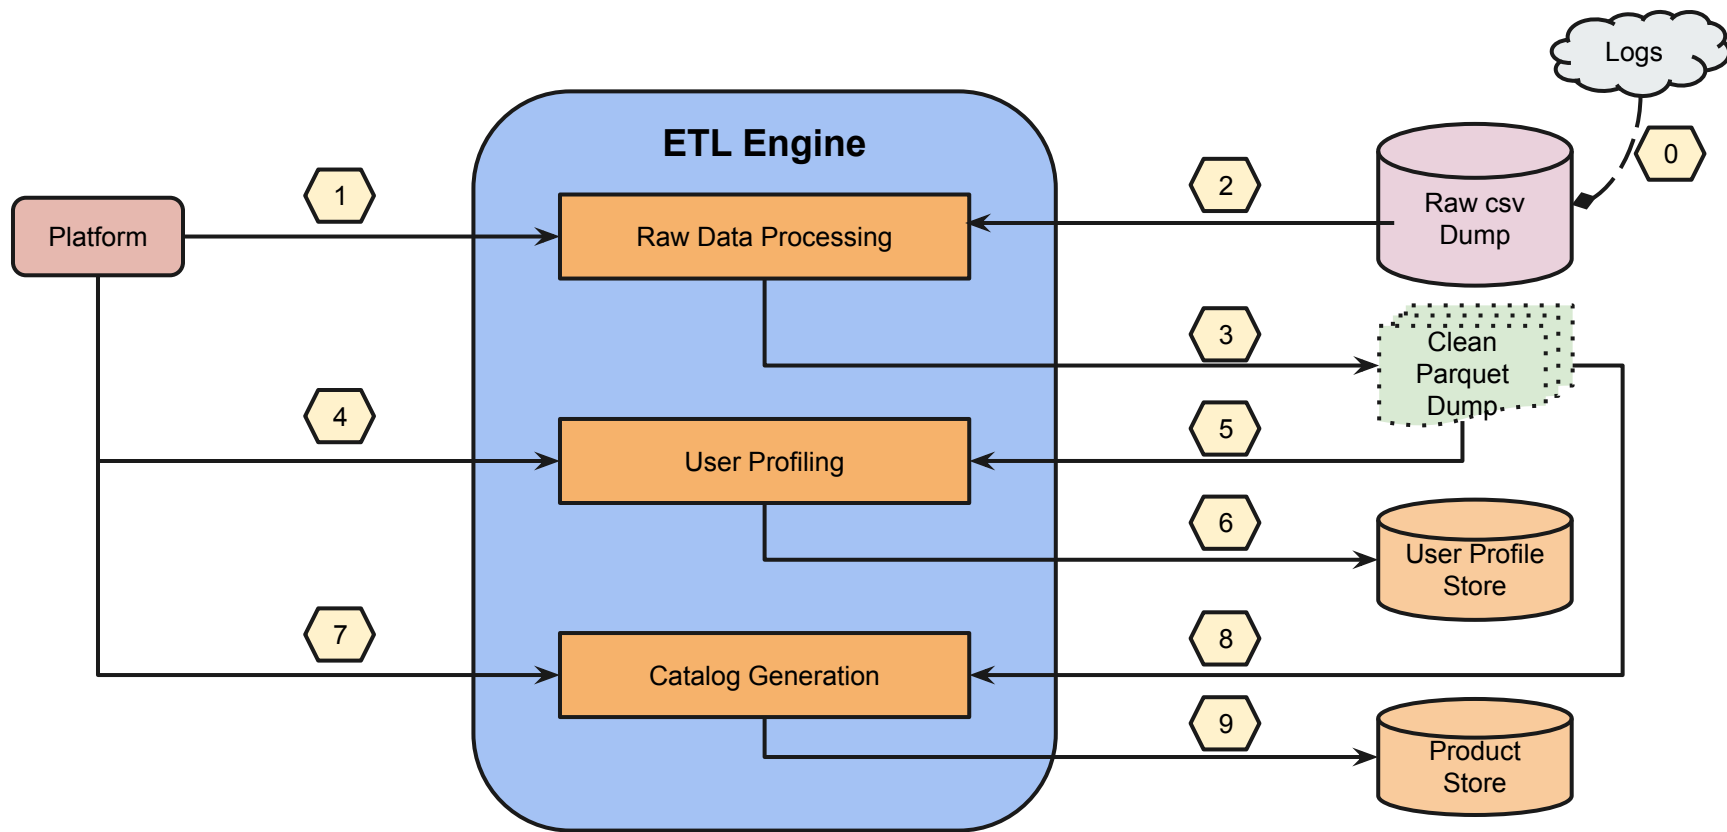 Logs
0
ETL Engine
1
2
Platform
Raw Data Processing
Raw csv
Dump
3
Clean
Parquet
Dump
4
5
User Profiling
6
User Profile
Store
7
8
Catalog Generation
9
Product
Store